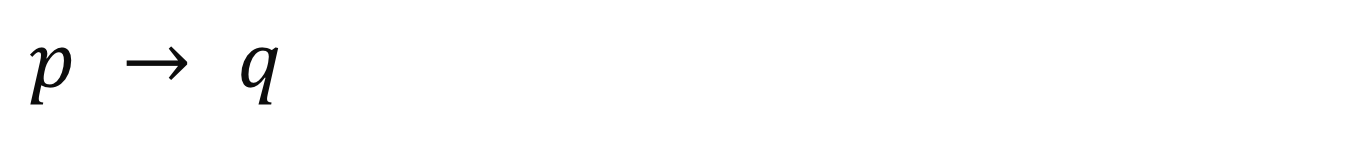 p → q